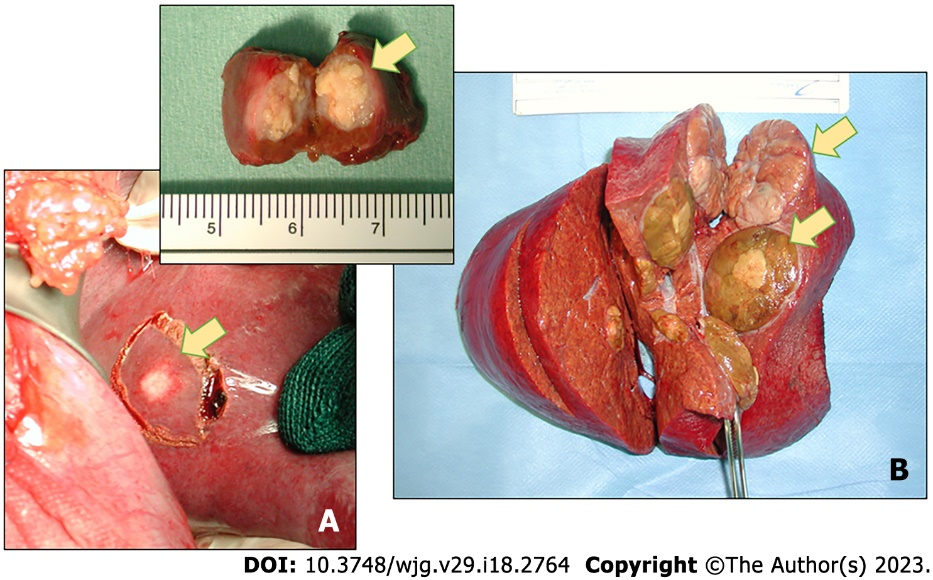 5 6 7
A
B
DOI: 10.3748/wjg.v29.i18.2764 Copyright ©The Author(s) 2023.